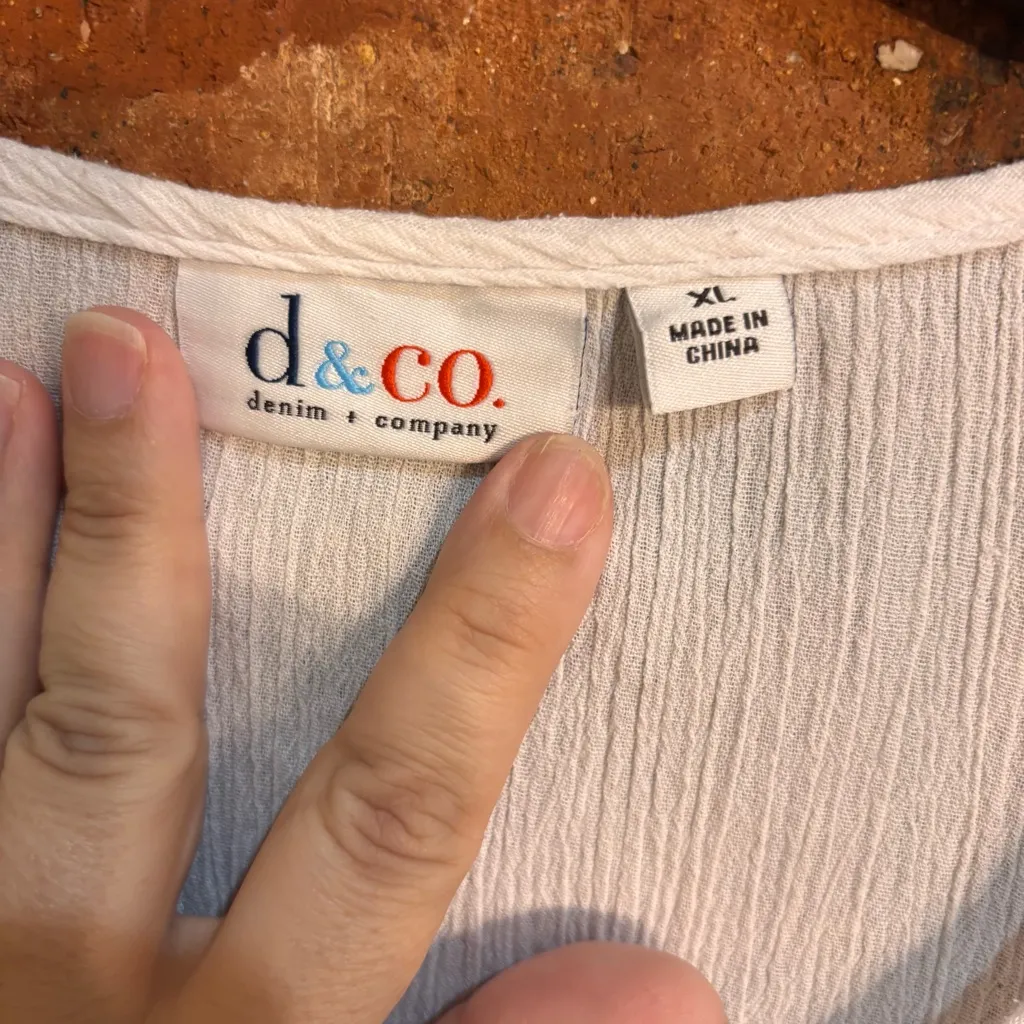 d&co.
denim + company
XL
MADE IN
CHINA